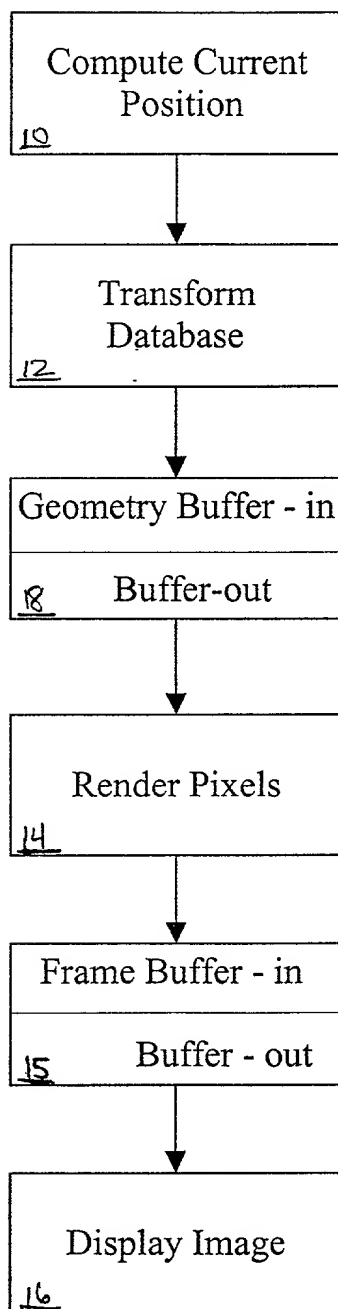 Compute Current
Position
10
Transform
Database
12
Geometry Buffer - in
18 Buffer-out
Render Pixels
14
Frame Buffer - in
15 Buffer - out
Display Image
16